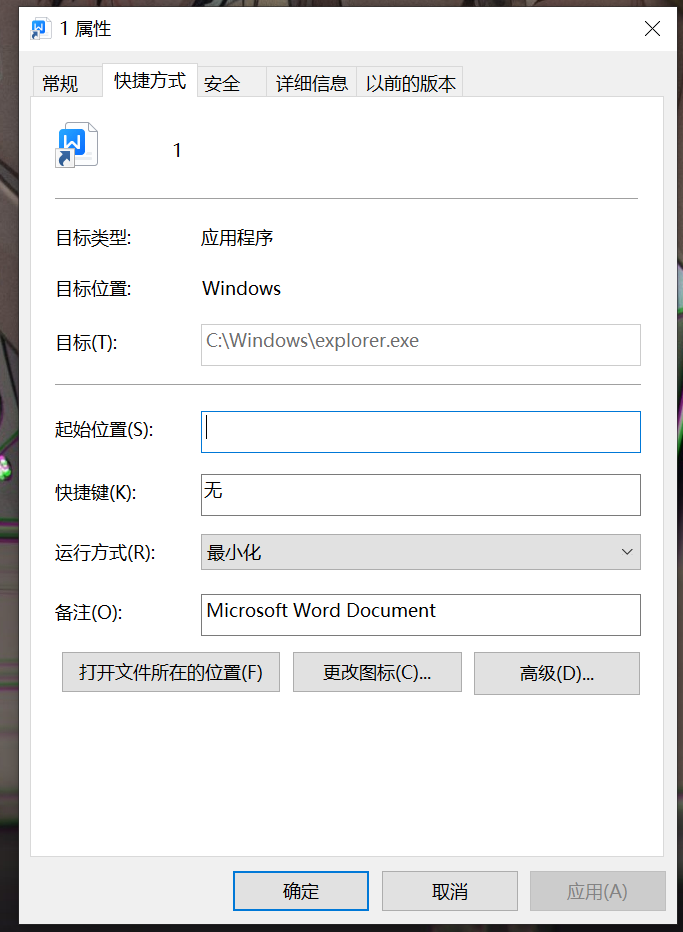 1 属性
常规 快捷方式 安全 详细信息 以前的版本
1
目标类型: 应用程序
目标位置: Windows
目标(T): C:\Windows\explorer.exe
起始位置(S):
快捷键(K): 无
运行方式(R): 最小化
备注(O): Microsoft Word Document
打开文件所在的位置(F) 更改图标(C)... 高级(D)...
确定 取消 应用(A)